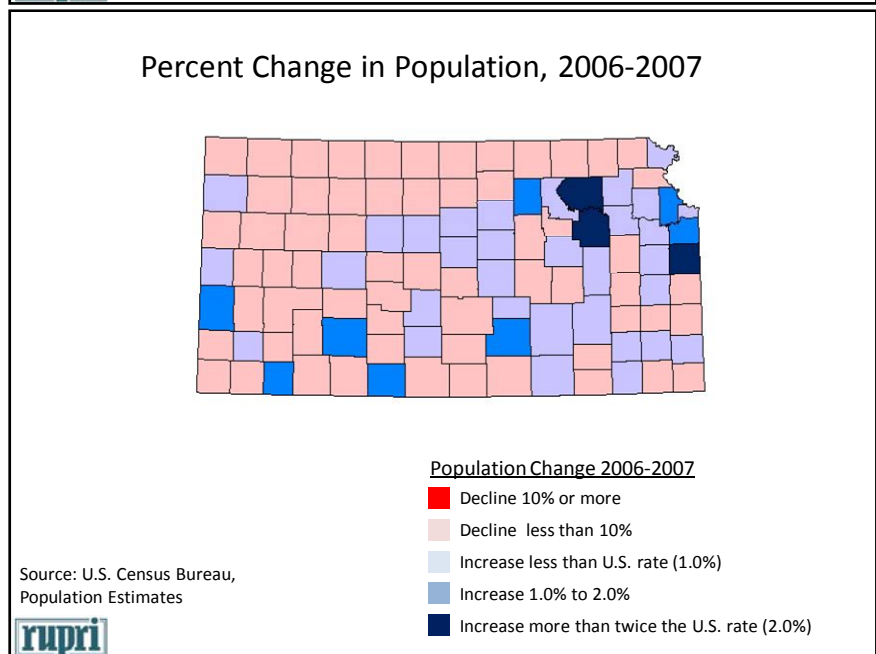 Percent Change in Population, 2006-2007
Population Change 2006-2007
Decline 10% or more
Decline less than 10%
Increase less than U.S. rate (1.0%)
Increase 1.0% to 2.0%
Increase more than twice the U.S. rate (2.0%)
Source: U.S. Census Bureau,
Population Estimates
rupri